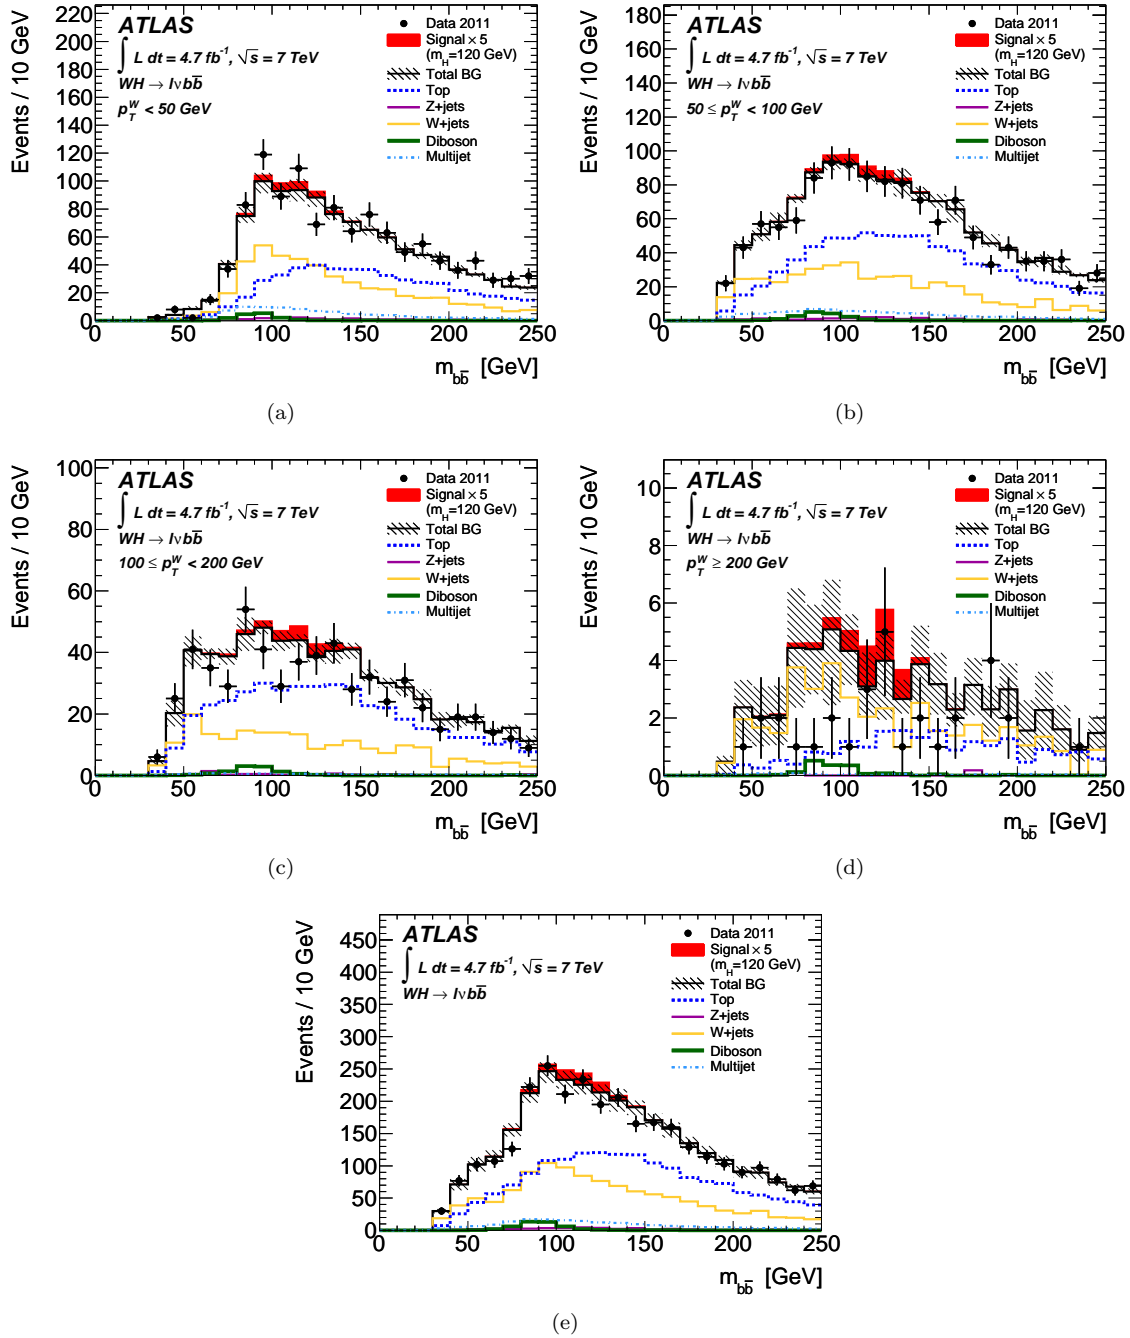 ATLAS
∫ L dt = 4.7 fb⁻¹, √s = 7 TeV
WH → lνbb̅
p_T^W < 50 GeV
Data 2011
Signal × 5
(m_H=120 GeV)
Total BG
Top
Z+jets
W+jets
Diboson
Multijet
Events / 10 GeV
220
200
180
160
140
120
100
80
60
40
20
0
0 50 100 150 200 250
m_bb̅ [GeV]
(a)
ATLAS
∫ L dt = 4.7 fb⁻¹, √s = 7 TeV
WH → lνbb̅
50 ≤ p_T^W < 100 GeV
Data 2011
Signal × 5
(m_H=120 GeV)
Total BG
Top
Z+jets
W+jets
Diboson
Multijet
Events / 10 GeV
160
140
120
100
80
60
40
20
0
0 50 100 150 200 250
m_bb̅ [GeV]
(b)
ATLAS
∫ L dt = 4.7 fb⁻¹, √s = 7 TeV
WH → lνbb̅
100 ≤ p_T^W < 200 GeV
Data 2011
Signal × 5
(m_H=120 GeV)
Total BG
Top
Z+jets
W+jets
Diboson
Multijet
Events / 10 GeV
100
80
60
40
20
0
0 50 100 150 200 250
m_bb̅ [GeV]
(c)
ATLAS
∫ L dt = 4.7 fb⁻¹, √s = 7 TeV
WH → lνbb̅
p_T^W ≥ 200 GeV
Data 2011
Signal × 5
(m_H=120 GeV)
Total BG
Top
Z+jets
W+jets
Diboson
Multijet
Events / 10 GeV
10
8
6
4
2
0
0 50 100 150 200 250
m_bb̅ [GeV]
(d)
ATLAS
∫ L dt = 4.7 fb⁻¹, √s = 7 TeV
WH → lνbb̅
Data 2011
Signal × 5
(m_H=120 GeV)
Total BG
Top
Z+jets
W+jets
Diboson
Multijet
Events / 10 GeV
450
400
350
300
250
200
150
100
50
0
0 50 100 150 200 250
m_bb̅ [GeV]
(e)